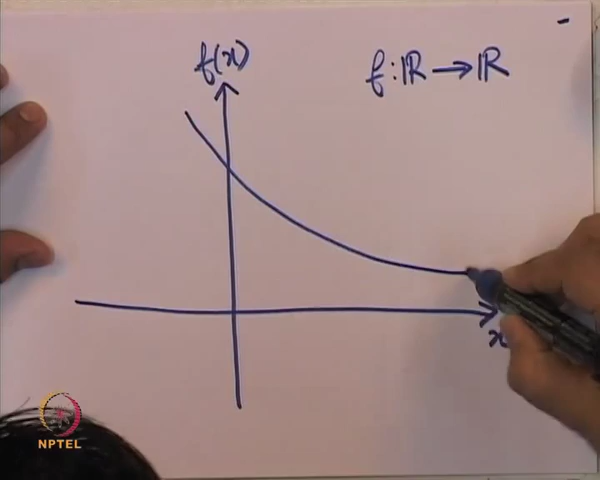 f(x)
f: ℝ → ℝ
x
NPTEL